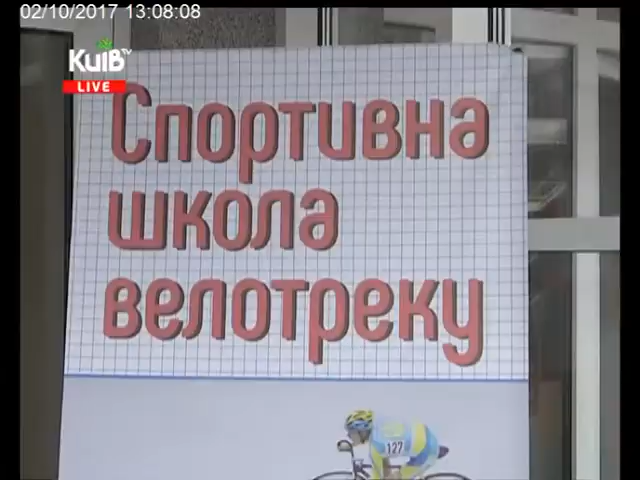 02/10/2017 13:08:08
КиїВ TV
LIVE
Спортивна
школа
велотреку
127